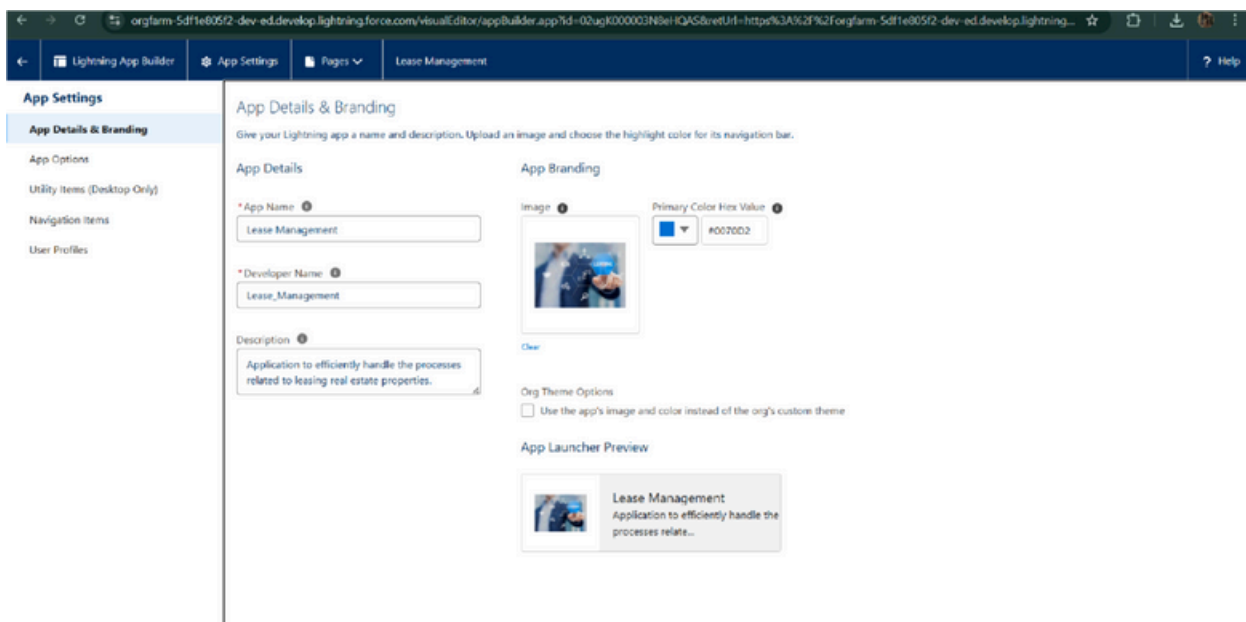 orgfarm-5df1e805f2-dev-ed.develop.lightning.force.com/visualEditor/appBuilder.app?id=02ugK000003N8eHQAS&retUrl=https%3A%2F%2Forgfarm-5df1e805f2-dev-ed.develop.lightning...
Lightning App Builder
App Settings
Pages
Lease Management
? Help
App Settings
App Details & Branding
App Options
Utility Items (Desktop Only)
Navigation Items
User Profiles
App Details & Branding
Give your Lightning app a name and description. Upload an image and choose the highlight color for its navigation bar.
App Details
*App Name
Lease Management
*Developer Name
Lease_Management
Description
Application to efficiently handle the processes
related to leasing real estate properties.
App Branding
Image
Primary Color Hex Value
#0070D2
Clear
Org Theme Options
Use the app's image and color instead of the org's custom theme
App Launcher Preview
Lease Management
Application to efficiently handle the
processes relate...